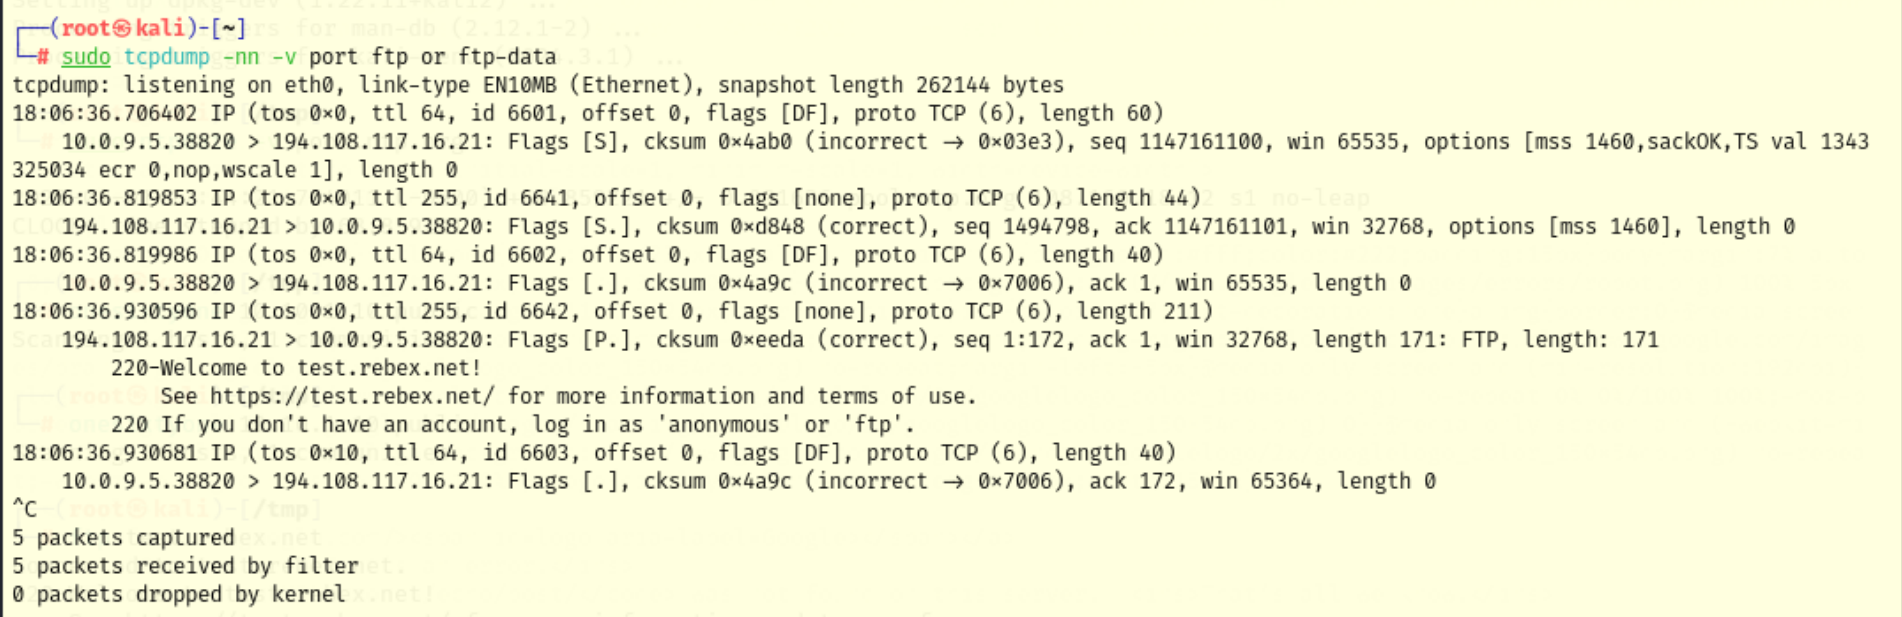 ┌──(root㉿kali)-[~]
└─# sudo tcpdump -nn -v port ftp or ftp-data
tcpdump: listening on eth0, link-type EN10MB (Ethernet), snapshot length 262144 bytes
18:06:36.706402 IP (tos 0×0, ttl 64, id 6601, offset 0, flags [DF], proto TCP (6), length 60)
    10.0.9.5.38820 > 194.108.117.16.21: Flags [S], cksum 0×4ab0 (incorrect → 0×03e3), seq 1147161100, win 65535, options [mss 1460,sackOK,TS val 1343
325034 ecr 0,nop,wscale 1], length 0
18:06:36.819853 IP (tos 0×0, ttl 255, id 6641, offset 0, flags [none], proto TCP (6), length 44)
    194.108.117.16.21 > 10.0.9.5.38820: Flags [S.], cksum 0×d848 (correct), seq 1494798, ack 1147161101, win 32768, options [mss 1460], length 0
18:06:36.819986 IP (tos 0×0, ttl 64, id 6602, offset 0, flags [DF], proto TCP (6), length 40)
    10.0.9.5.38820 > 194.108.117.16.21: Flags [.], cksum 0×4a9c (incorrect → 0×7006), ack 1, win 65535, length 0
18:06:36.930596 IP (tos 0×0, ttl 255, id 6642, offset 0, flags [none], proto TCP (6), length 211)
    194.108.117.16.21 > 10.0.9.5.38820: Flags [P.], cksum 0×eeda (correct), seq 1:172, ack 1, win 32768, length 171: FTP, length: 171
        220-Welcome to test.rebex.net!
            See https://test.rebex.net/ for more information and terms of use.
        220 If you don't have an account, log in as 'anonymous' or 'ftp'.
18:06:36.930681 IP (tos 0×10, ttl 64, id 6603, offset 0, flags [DF], proto TCP (6), length 40)
    10.0.9.5.38820 > 194.108.117.16.21: Flags [.], cksum 0×4a9c (incorrect → 0×7006), ack 172, win 65364, length 0
^C
5 packets captured
5 packets received by filter
0 packets dropped by kernel